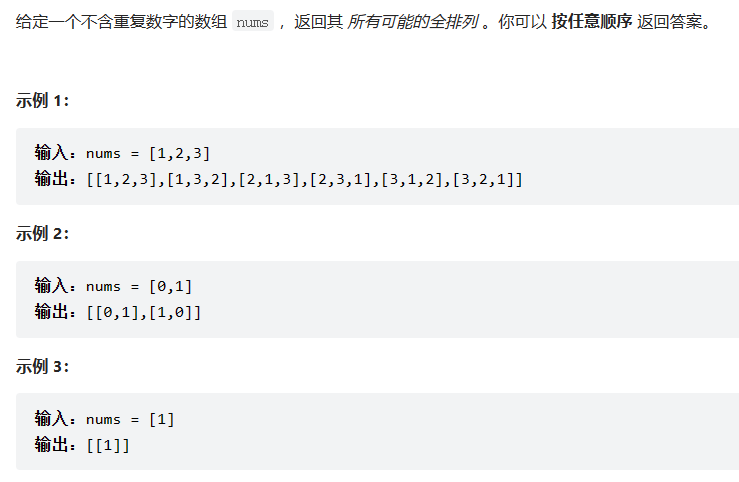 给定一个不含重复数字的数组 nums ，返回其 所有可能的全排列 。你可以 按任意顺序 返回答案。
示例 1：
输入：nums = [1,2,3]
输出：[[1,2,3],[1,3,2],[2,1,3],[2,3,1],[3,1,2],[3,2,1]]
示例 2：
输入：nums = [0,1]
输出：[[0,1],[1,0]]
示例 3：
输入：nums = [1]
输出：[[1]]